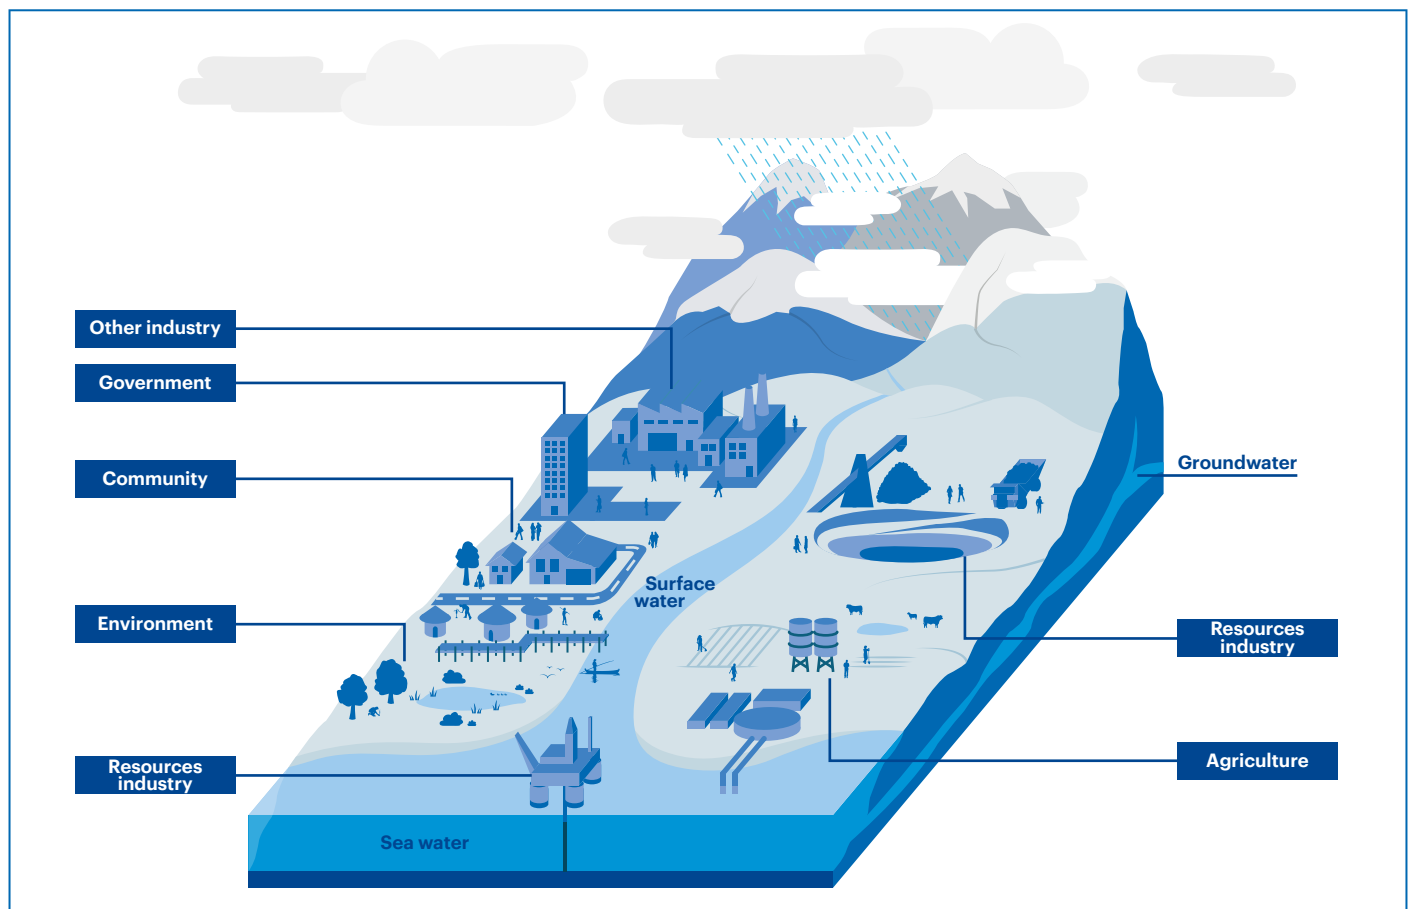 Other industry
Government
Community
Groundwater
Surface
water
Environment
Resources
industry
Resources
industry
Agriculture
Sea water